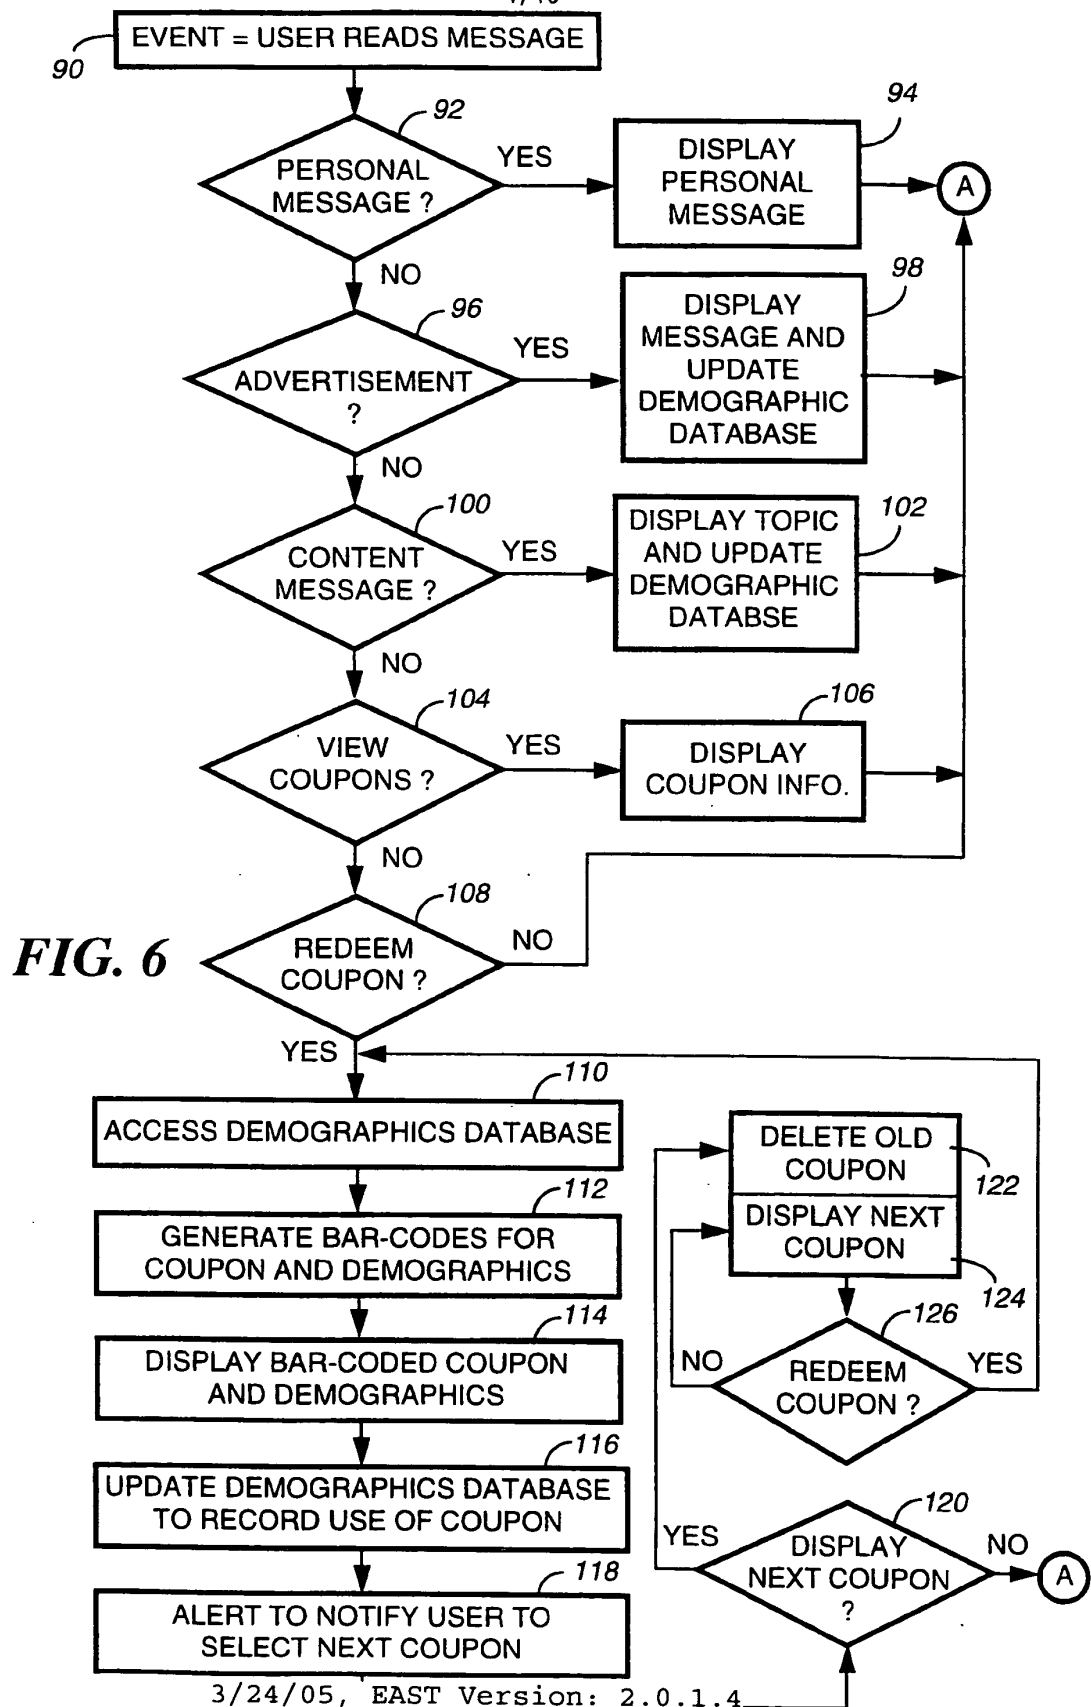 EVENT = USER READS MESSAGE
90
92
PERSONAL
MESSAGE ?
YES
94
DISPLAY
PERSONAL
MESSAGE
A
NO
96
ADVERTISEMENT
?
YES
98
DISPLAY
MESSAGE AND
UPDATE
DEMOGRAPHIC
DATABASE
NO
100
CONTENT
MESSAGE ?
YES
102
DISPLAY TOPIC
AND UPDATE
DEMOGRAPHIC
DATABSE
NO
104
VIEW
COUPONS ?
YES
106
DISPLAY
COUPON INFO.
NO
108
REDEEM
COUPON ?
NO
FIG. 6
YES
110
ACCESS DEMOGRAPHICS DATABASE
112
GENERATE BAR-CODES FOR
COUPON AND DEMOGRAPHICS
114
DISPLAY BAR-CODED COUPON
AND DEMOGRAPHICS
116
UPDATE DEMOGRAPHICS DATABASE
TO RECORD USE OF COUPON
118
ALERT TO NOTIFY USER TO
SELECT NEXT COUPON
DELETE OLD
COUPON
122
DISPLAY NEXT
COUPON
124
126
REDEEM
COUPON ?
NO
YES
120
DISPLAY
NEXT COUPON
?
YES
NO
A
3/24/05, EAST Version: 2.0.1.4